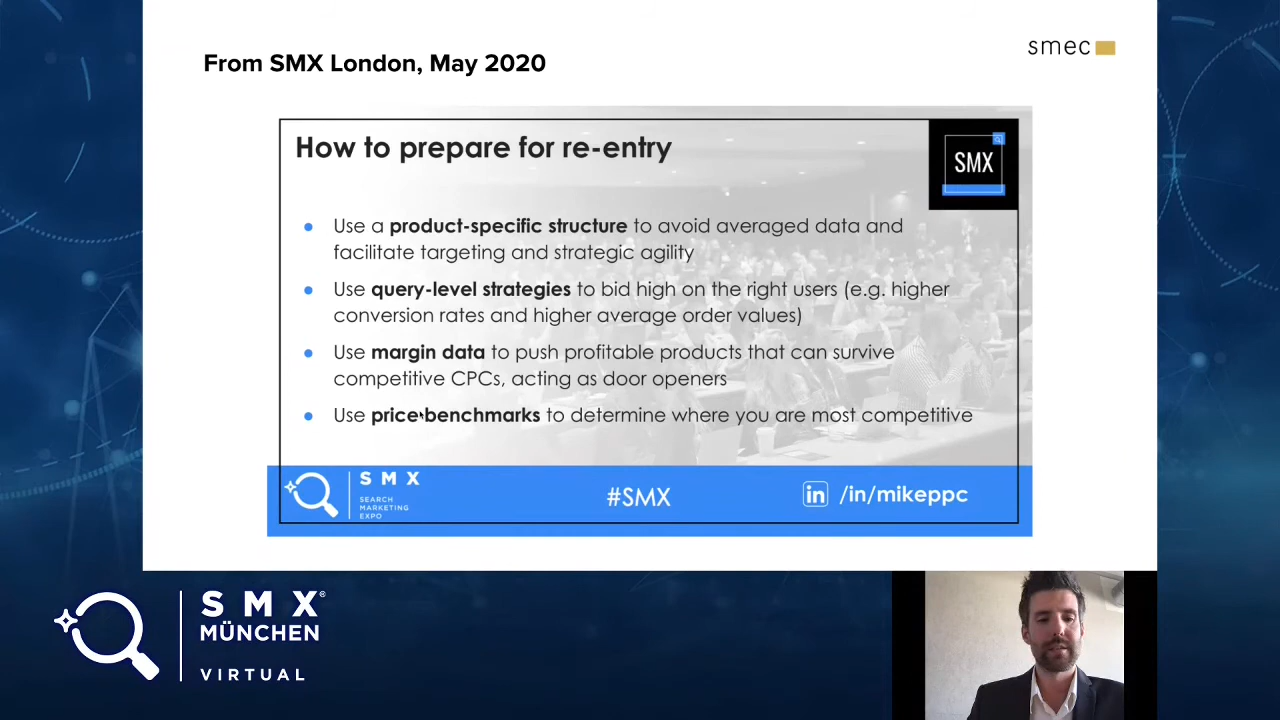 From SMX London, May 2020
smec
How to prepare for re-entry
SMX
● Use a product-specific structure to avoid averaged data and
facilitate targeting and strategic agility
● Use query-level strategies to bid high on the right users (e.g. higher
conversion rates and higher average order values)
● Use margin data to push profitable products that can survive
competitive CPCs, acting as door openers
● Use price benchmarks to determine where you are most competitive
SMX
SEARCH
MARKETING
EXPO
#SMX
in /in/mikeppc
SMX®
MÜNCHEN
VIRTUAL